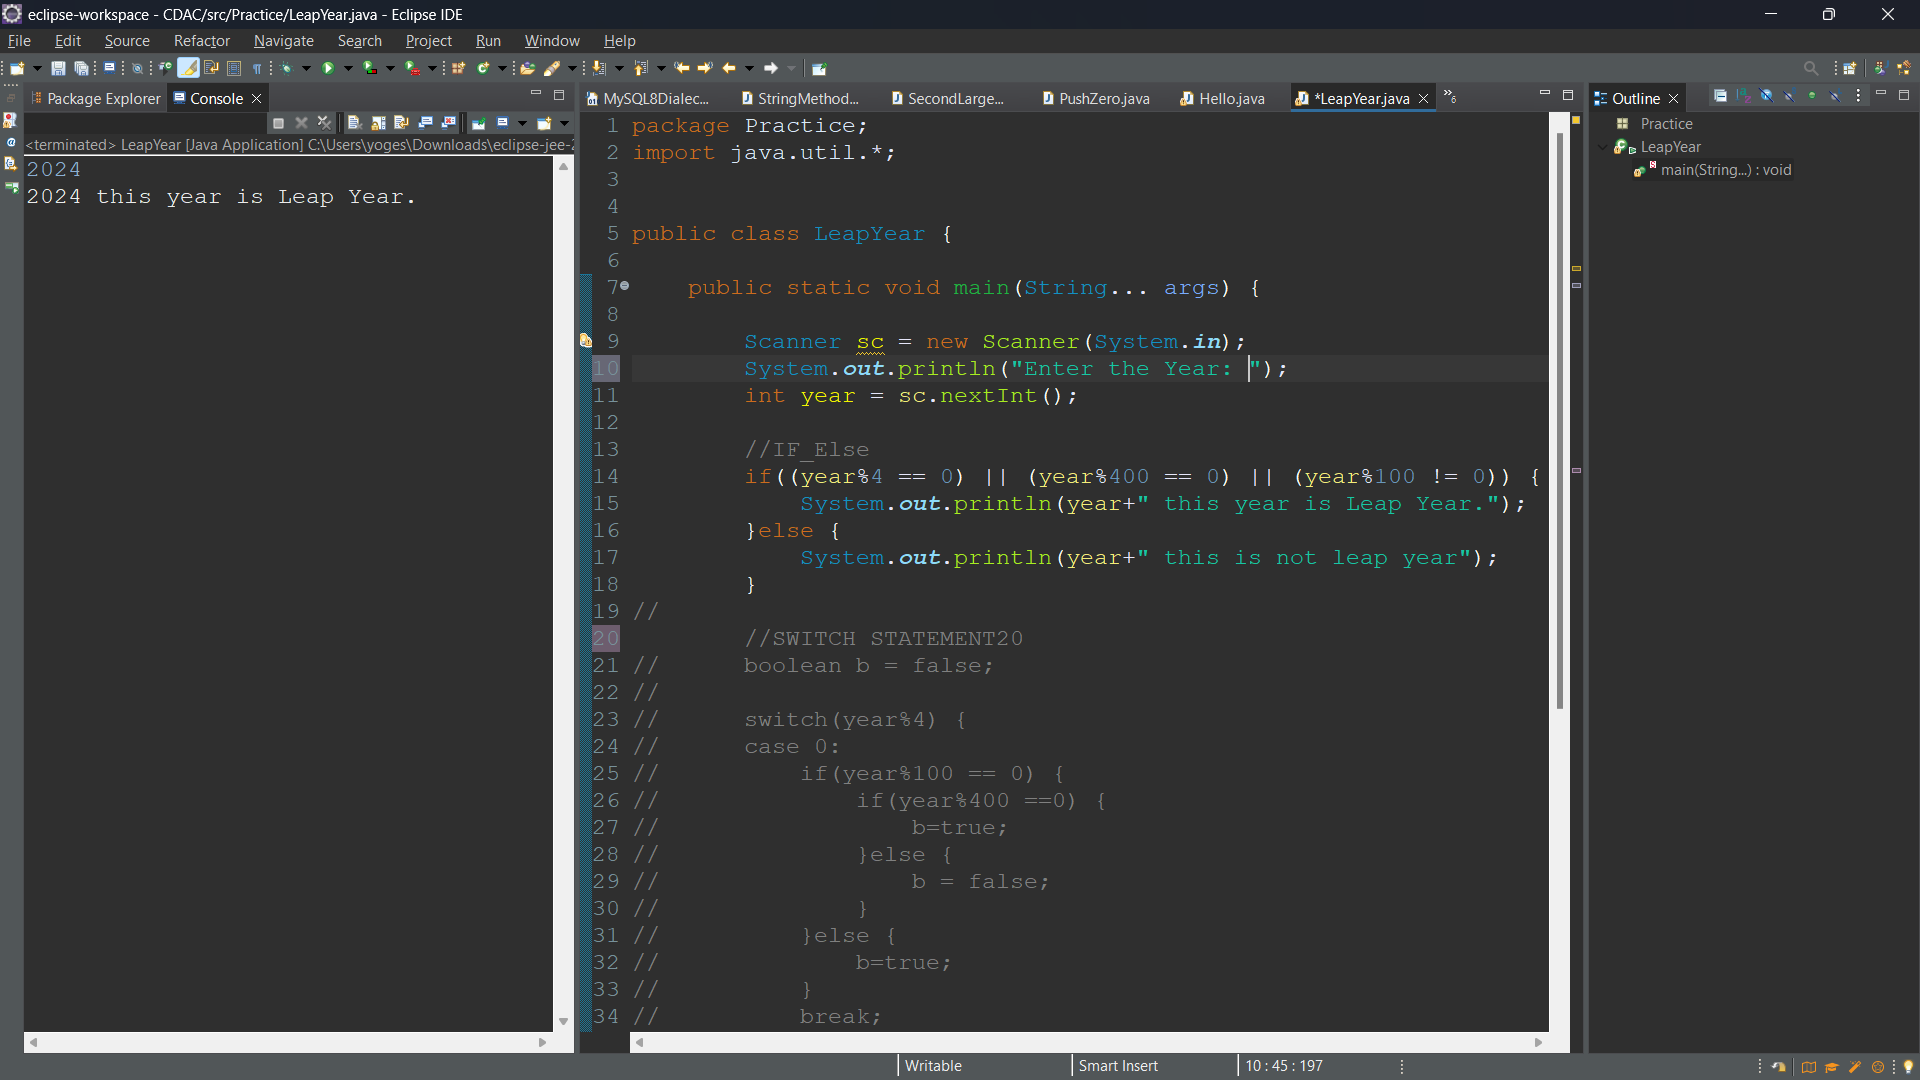 eclipse-workspace - CDAC/src/Practice/LeapYear.java - Eclipse IDE
File Edit Source Refactor Navigate Search Project Run Window Help
Package Explorer Console
<terminated> LeapYear [Java Application] C:\Users\yoges\Downloads\eclipse-jee-2
2024
2024 this year is Leap Year.
MySQL8Dialec... StringMethod... SecondLarge... PushZero.java Hello.java *LeapYear.java »6
1 package Practice;
2 import java.util.*;
3
4
5 public class LeapYear {
6
7 public static void main(String... args) {
8
9 Scanner sc = new Scanner(System.in);
10 System.out.println("Enter the Year: ");
11 int year = sc.nextInt();
12
13 //IF_Else
14 if((year%4 == 0) || (year%400 == 0) || (year%100 != 0)) {
15 System.out.println(year+" this year is Leap Year.");
16 }else {
17 System.out.println(year+" this is not leap year");
18 }
19 //
20 //SWITCH STATEMENT20
21 // boolean b = false;
22 //
23 // switch(year%4) {
24 // case 0:
25 // if(year%100 == 0) {
26 // if(year%400 ==0) {
27 // b=true;
28 // }else {
29 // b = false;
30 // }
31 // }else {
32 // b=true;
33 // }
34 // break;
Outline
Practice
LeapYear
main(String...) : void
Writable Smart Insert 10 : 45 : 197